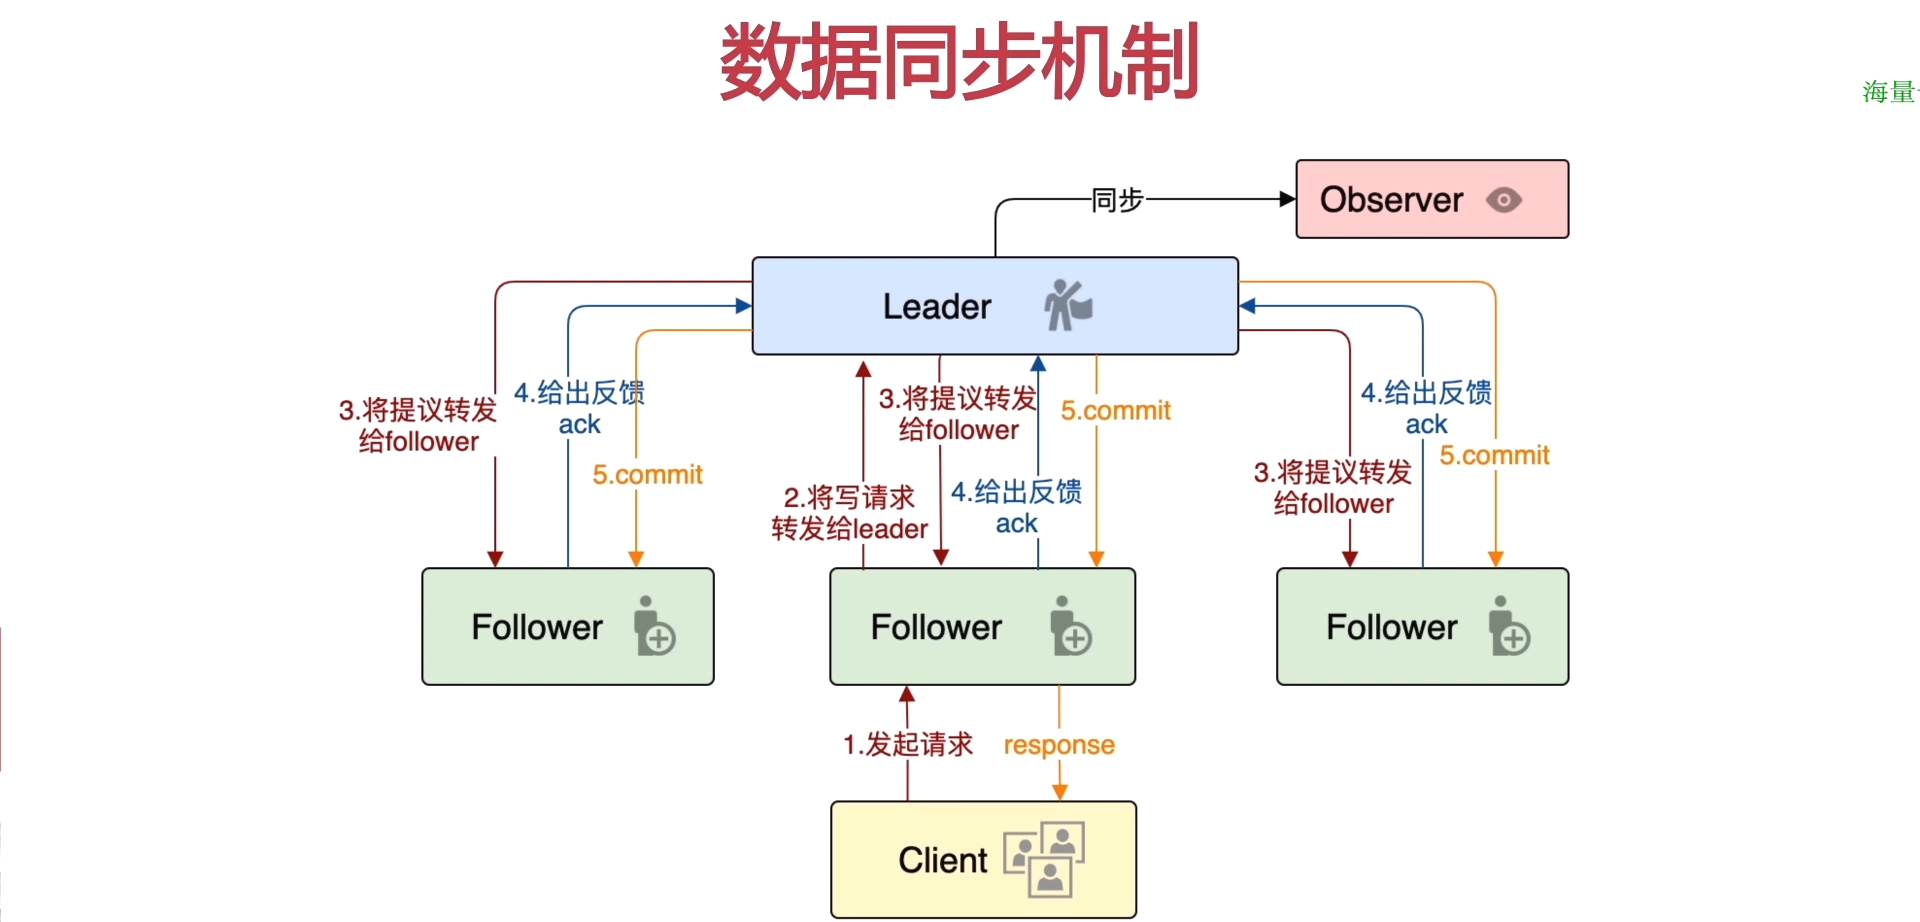 数据同步机制
海量
同步
Observer
Leader
3.将提议转发
给follower
4.给出反馈
ack
5.commit
2.将写请求
转发给leader
3.将提议转发
给follower
4.给出反馈
ack
5.commit
3.将提议转发
给follower
4.给出反馈
ack
5.commit
Follower
Follower
Follower
1.发起请求
response
Client